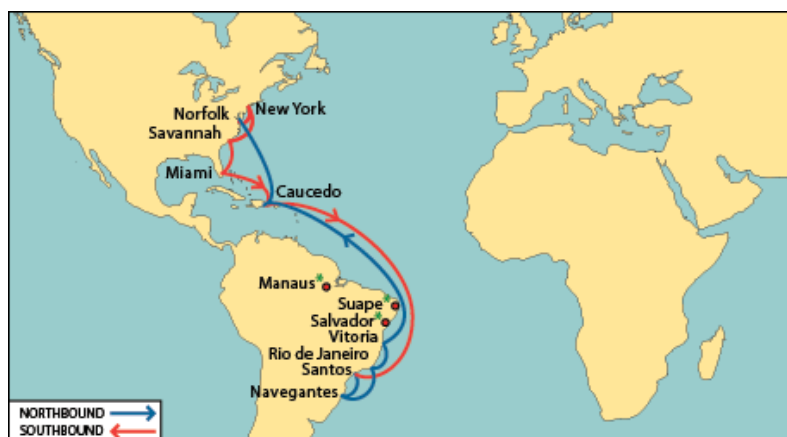 New York
Norfolk
Savannah
Miami
Caucedo
Manaus*
Suape*
Salvador*
Vitoria
Rio de Janeiro
Santos
Navegantes
NORTHBOUND
SOUTHBOUND